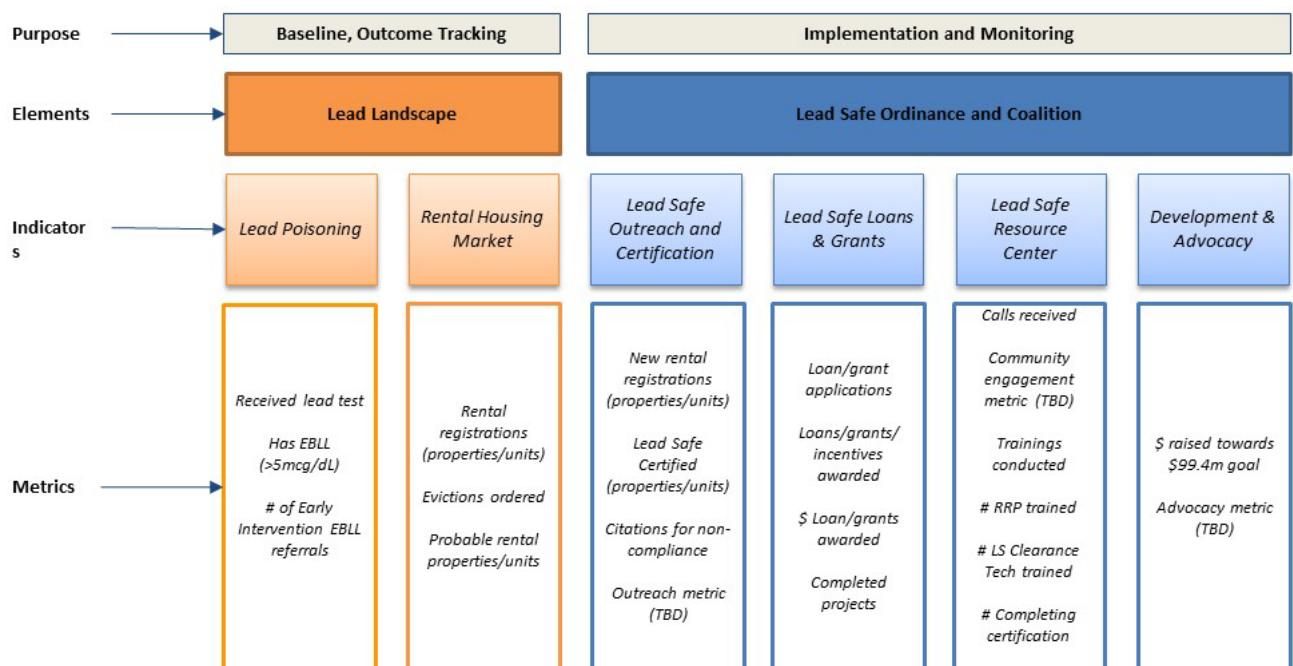 Purpose
Baseline, Outcome Tracking
Implementation and Monitoring
Elements
Lead Landscape
Lead Safe Ordinance and Coalition
Indicator
s
Lead Poisoning
Rental Housing
Market
Lead Safe
Outreach and
Certification
Lead Safe Loans
& Grants
Lead Safe
Resource
Center
Development &
Advocacy
Metrics
Received lead test
Has EBLL
(>5mcg/dL)
# of Early
Intervention EBLL
referrals
Rental
registrations
(properties/units)
Evictions ordered
Probable rental
properties/units
New rental
registrations
(properties/units)
Lead Safe
Certified
(properties/units)
Citations for non-
compliance
Outreach metric
(TBD)
Loan/grant
applications
Loans/grants/
incentives
awarded
$ Loan/grants
awarded
Completed
projects
Calls received
Community
engagement
metric (TBD)
Trainings
conducted
# RRP trained
# LS Clearance
Tech trained
# Completing
certification
$ raised towards
$99.4m goal
Advocacy metric
(TBD)